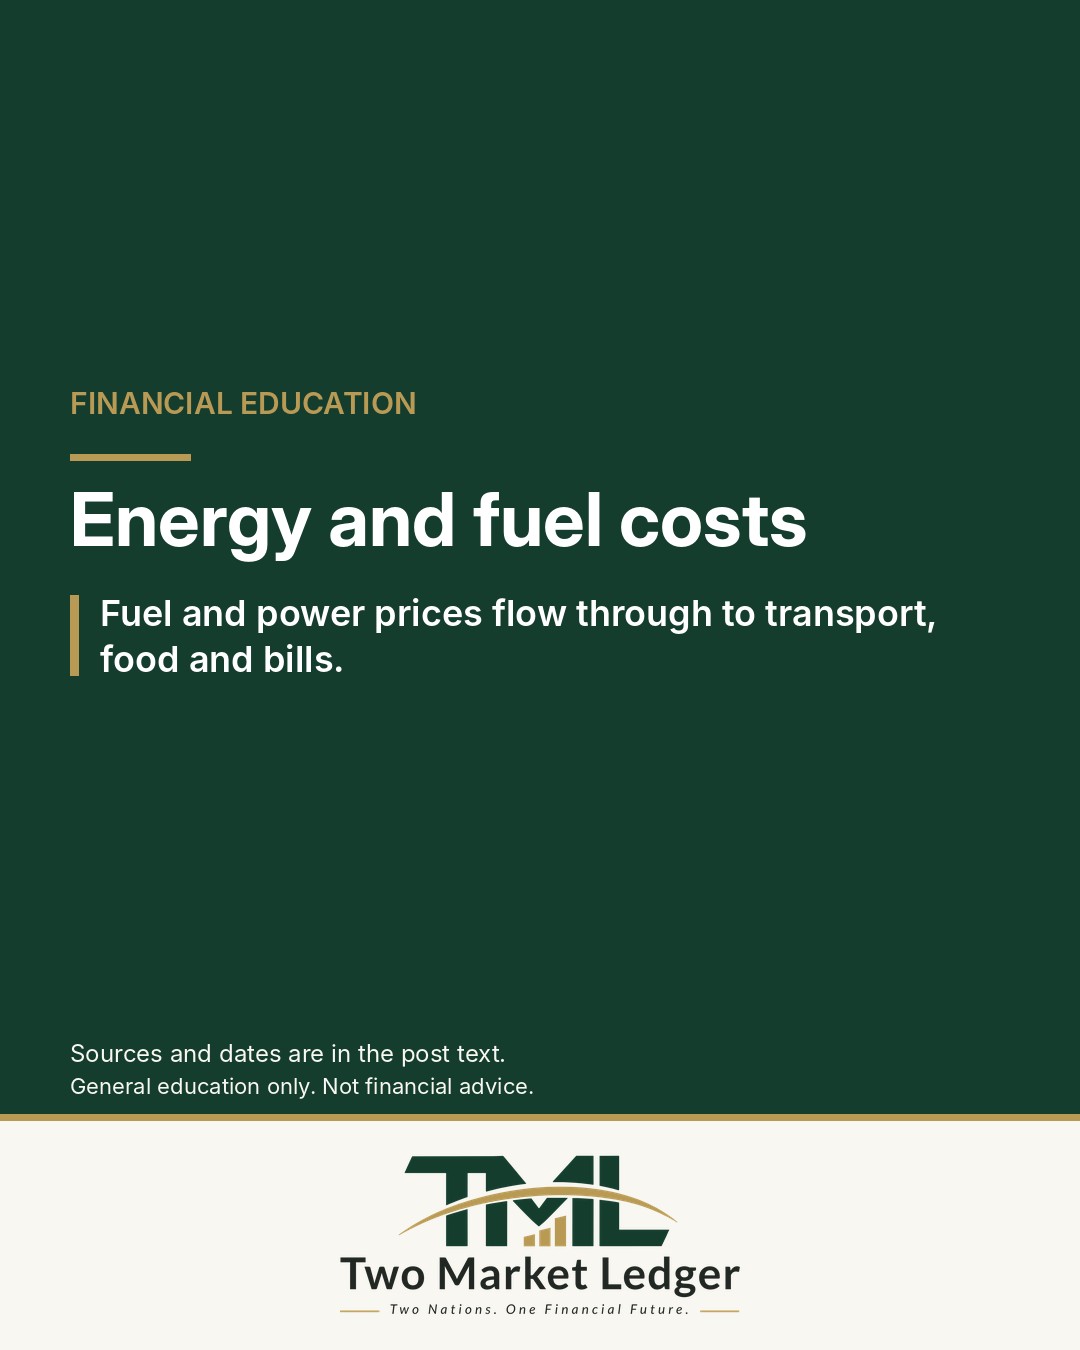 FINANCIAL EDUCATION
Energy and fuel costs
Fuel and power prices flow through to transport,
food and bills.
Sources and dates are in the post text.
General education only. Not financial advice.
TML
Two Market Ledger
Two Nations. One Financial Future.